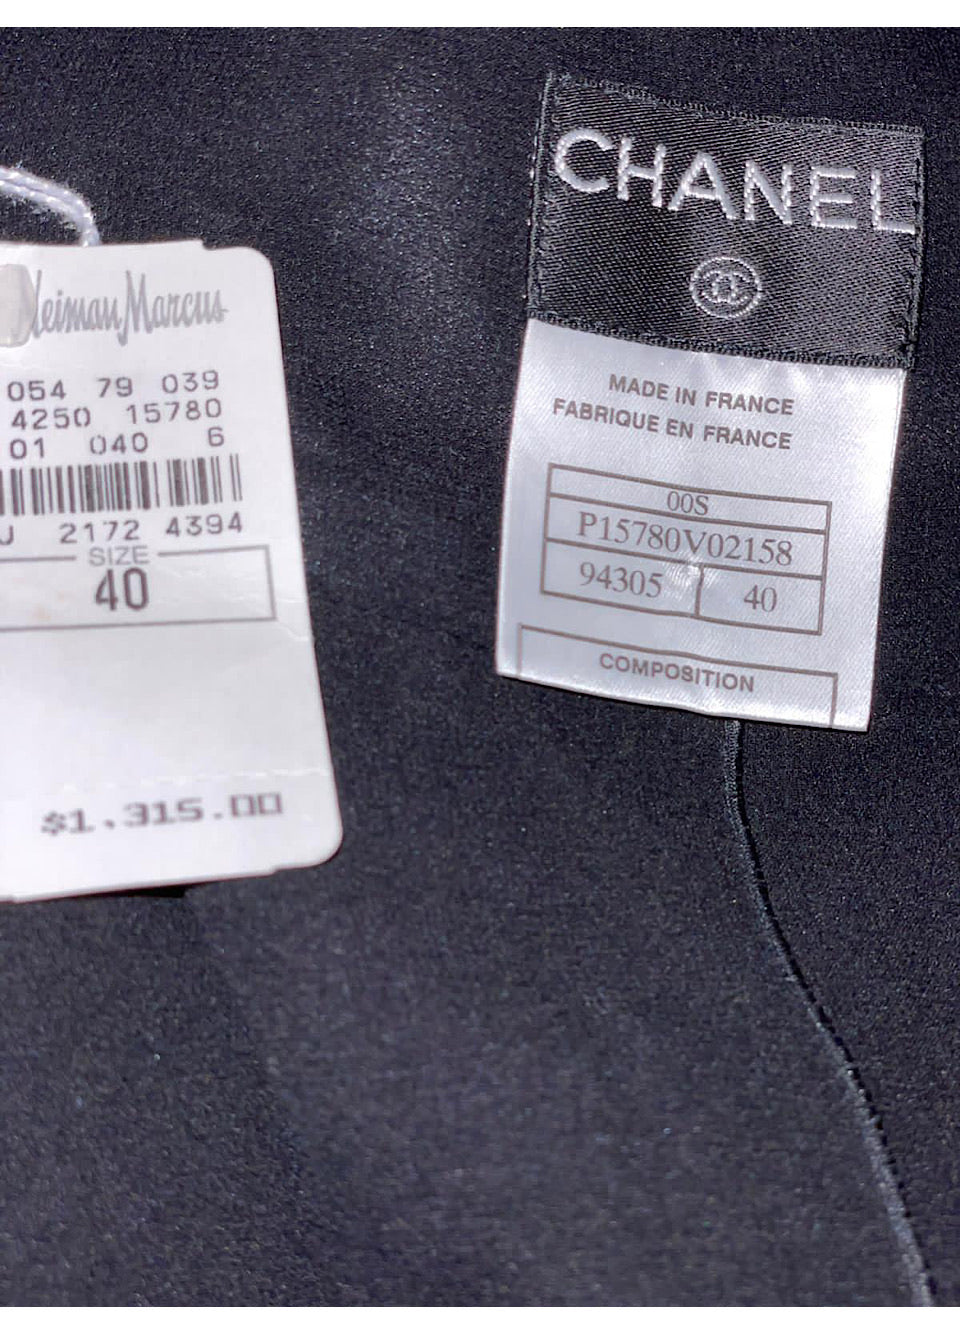 Neiman Marcus
054 79 039
4250 15780
01 040 6
J 2172 4394
SIZE
40
$1,315.00
CHANEL
MADE IN FRANCE
FABRIQUE EN FRANCE
00S
P15780V02158
94305 40
COMPOSITION